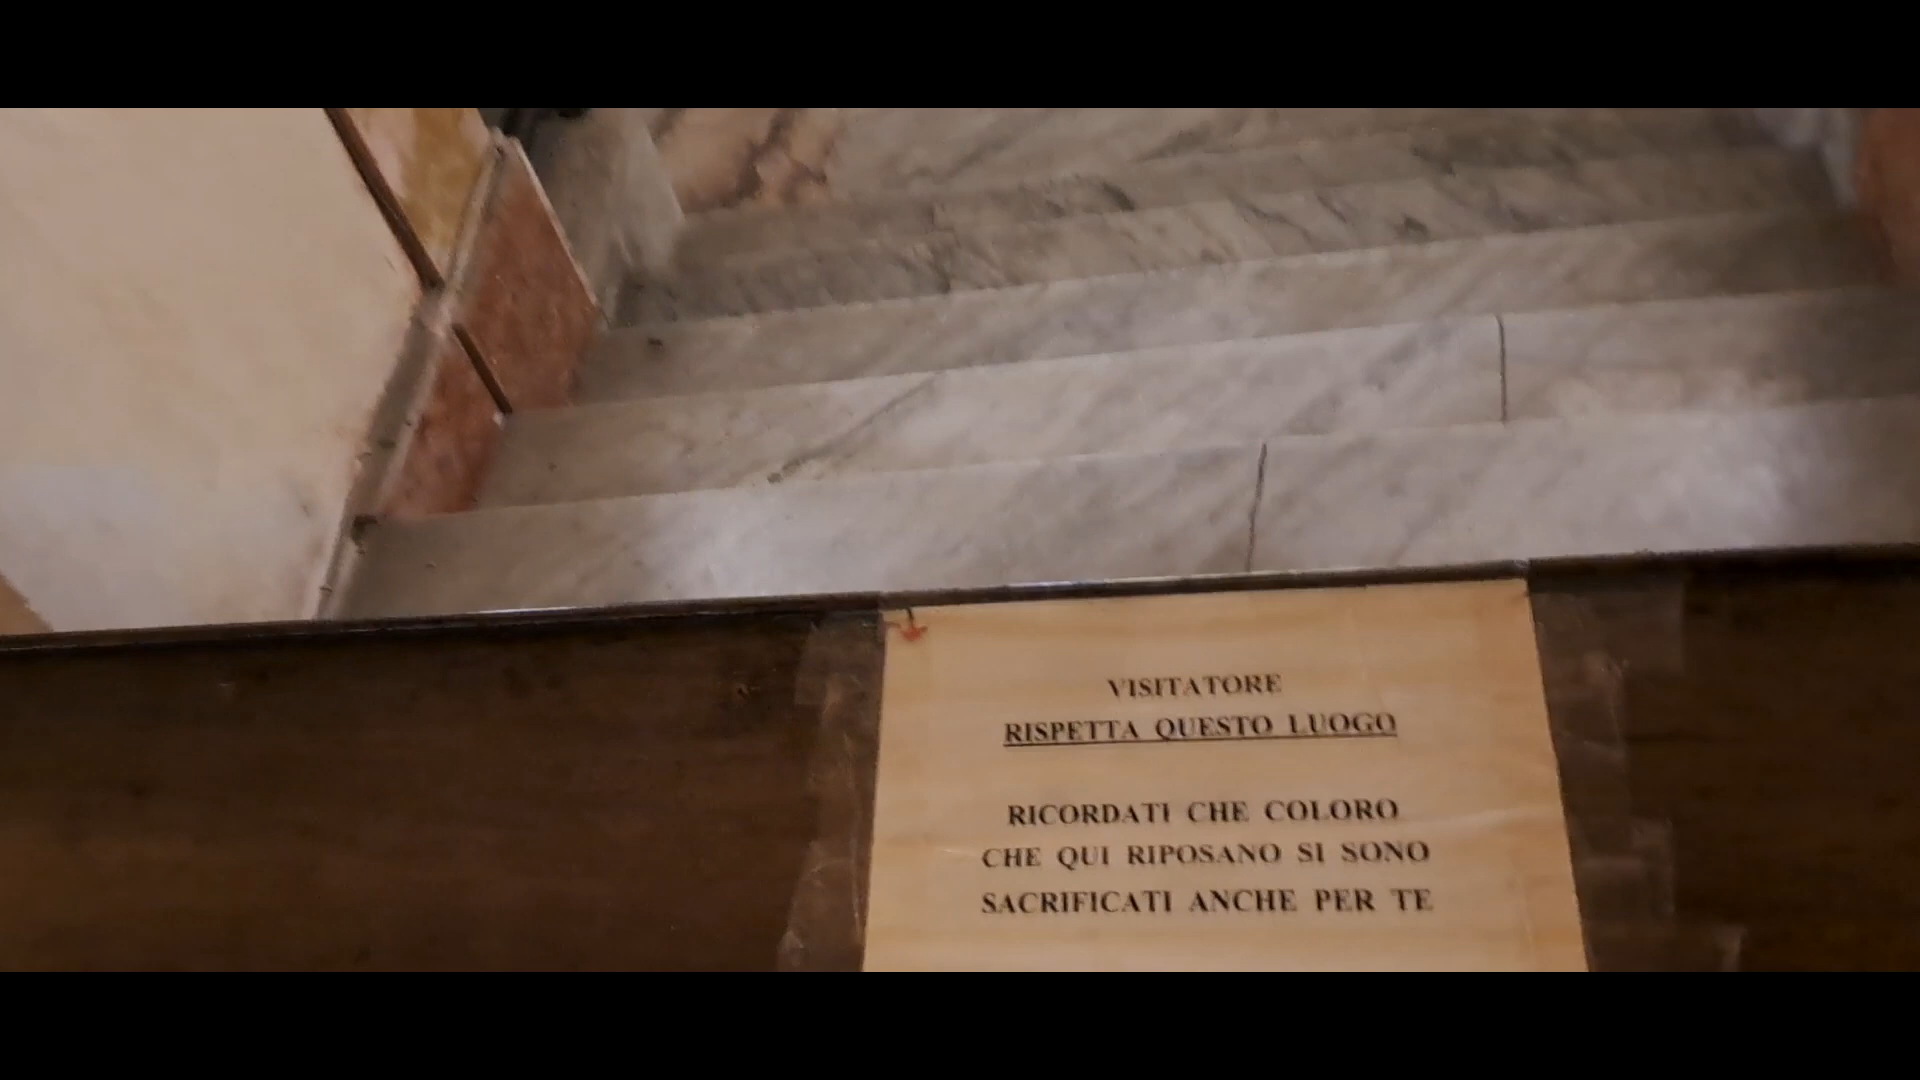 VISITATORE
RISPETTA QUESTO LUOGO
RICORDATI CHE COLORO
CHE QUI RIPOSANO SI SONO
SACRIFICATI ANCHE PER TE